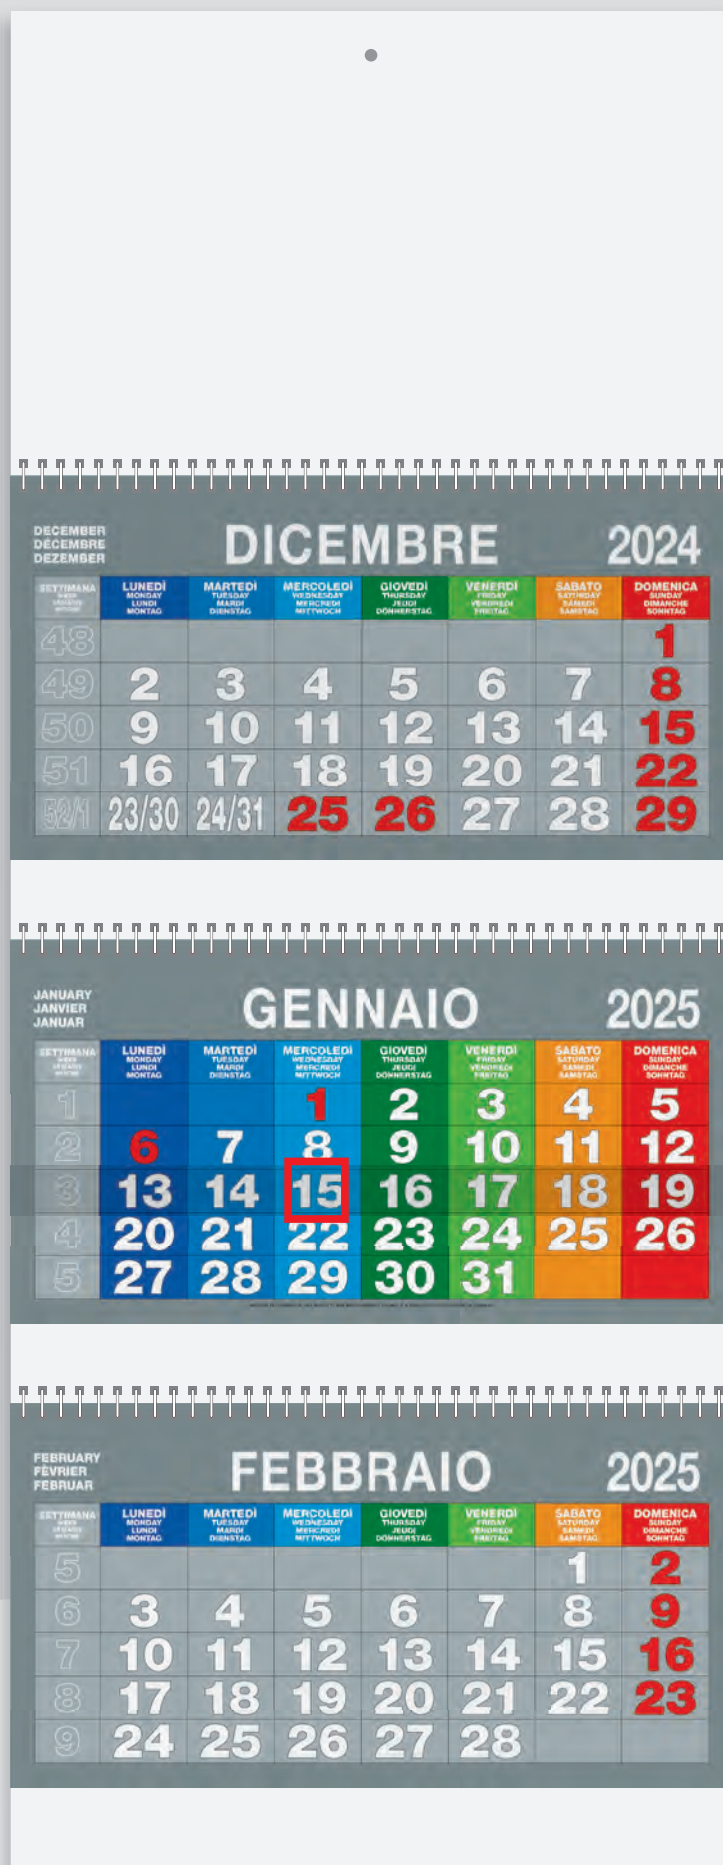 DECEMBER
DÉCEMBRE
DEZEMBER
DICEMBRE 2024
SETTIMANA LUNEDÌ MARTEDÌ MERCOLEDÌ GIOVEDÌ VENERDÌ SABATO DOMENICA
WEEK MONDAY TUESDAY WEDNESDAY THURSDAY FRIDAY SATURDAY SUNDAY
LUNDI MARDI MERCREDI JEUDI VENDREDI SAMEDI DIMANCHE
MONTAG DIENSTAG MITTWOCH DONNERSTAG FREITAG SAMSTAG SONNTAG
48 1
49 2 3 4 5 6 7 8
50 9 10 11 12 13 14 15
51 16 17 18 19 20 21 22
52/1 23/30 24/31 25 26 27 28 29
JANUARY
JANVIER
JANUAR
GENNAIO 2025
SETTIMANA LUNEDÌ MARTEDÌ MERCOLEDÌ GIOVEDÌ VENERDÌ SABATO DOMENICA
WEEK MONDAY TUESDAY WEDNESDAY THURSDAY FRIDAY SATURDAY SUNDAY
LUNDI MARDI MERCREDI JEUDI VENDREDI SAMEDI DIMANCHE
MONTAG DIENSTAG MITTWOCH DONNERSTAG FREITAG SAMSTAG SONNTAG
1 1 2 3 4 5
2 6 7 8 9 10 11 12
3 13 14 15 16 17 18 19
4 20 21 22 23 24 25 26
5 27 28 29 30 31
FEBRUARY
FÉVRIER
FEBRUAR
FEBBRAIO 2025
SETTIMANA LUNEDÌ MARTEDÌ MERCOLEDÌ GIOVEDÌ VENERDÌ SABATO DOMENICA
WEEK MONDAY TUESDAY WEDNESDAY THURSDAY FRIDAY SATURDAY SUNDAY
LUNDI MARDI MERCREDI JEUDI VENDREDI SAMEDI DIMANCHE
MONTAG DIENSTAG MITTWOCH DONNERSTAG FREITAG SAMSTAG SONNTAG
5 1 2
6 3 4 5 6 7 8 9
7 10 11 12 13 14 15 16
8 17 18 19 20 21 22 23
9 24 25 26 27 28